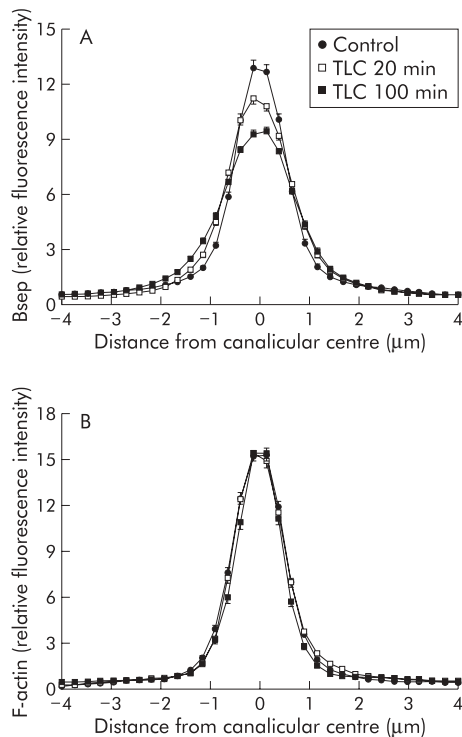 A
Control
TLC 20 min
TLC 100 min
Bsep (relative fluorescence intensity)
15
12
9
6
3
0
−4 −3 −2 −1 0 1 2 3 4
Distance from canalicular centre (μm)
B
F-actin (relative fluorescence intensity)
18
15
12
9
6
3
0
−4 −3 −2 −1 0 1 2 3 4
Distance from canalicular centre (μm)